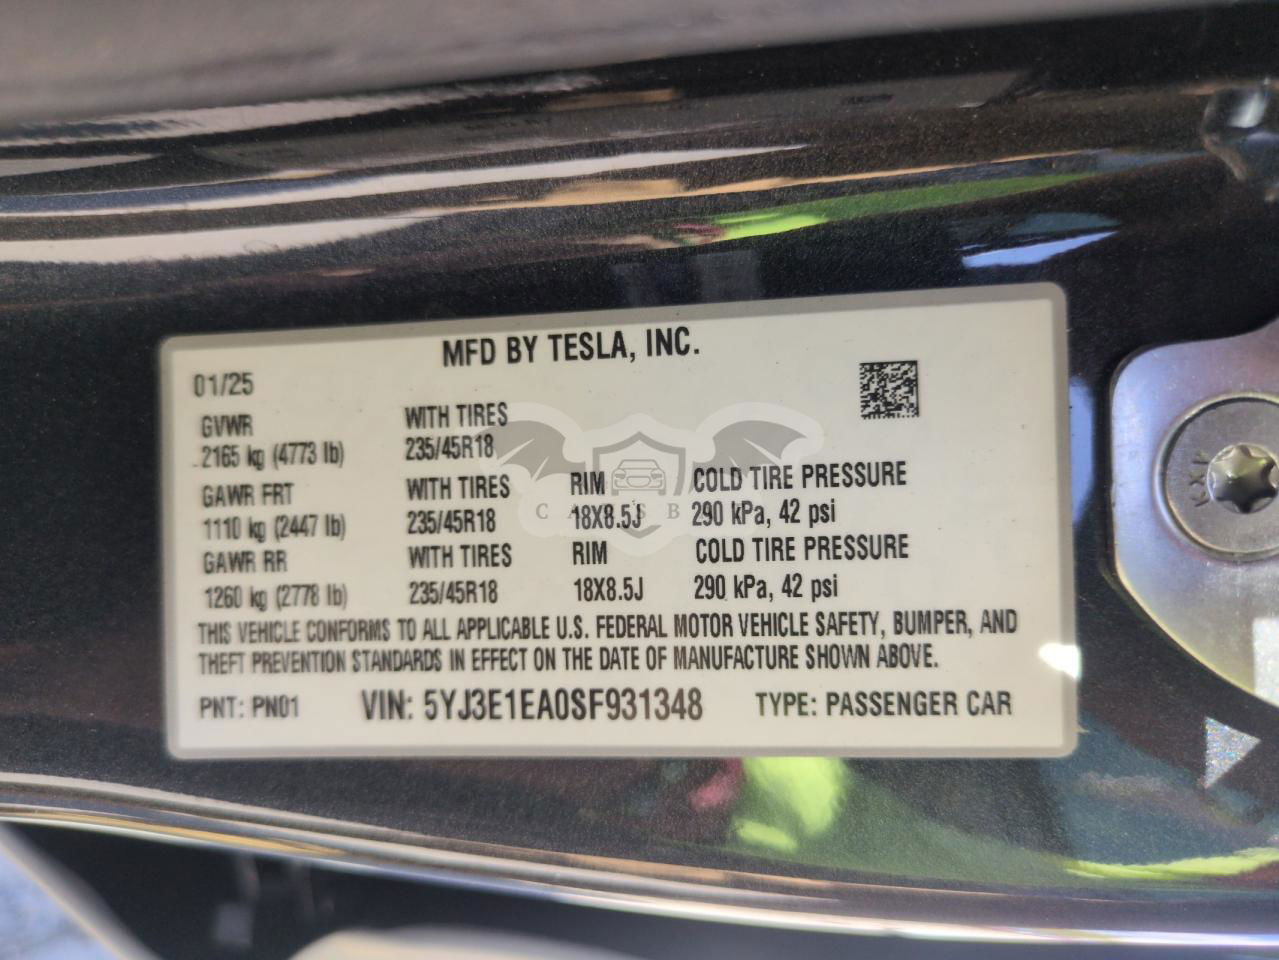 MFD BY TESLA, INC.
01/25
GVWR WITH TIRES
2165 kg (4773 lb) 235/45R18
GAWR FRT WITH TIRES RIM COLD TIRE PRESSURE
1110 kg (2447 lb) 235/45R18 18X8.5J 290 kPa, 42 psi
GAWR RR WITH TIRES RIM COLD TIRE PRESSURE
1260 kg (2778 lb) 235/45R18 18X8.5J 290 kPa, 42 psi
THIS VEHICLE CONFORMS TO ALL APPLICABLE U.S. FEDERAL MOTOR VEHICLE SAFETY, BUMPER, AND
THEFT PREVENTION STANDARDS IN EFFECT ON THE DATE OF MANUFACTURE SHOWN ABOVE.
PNT: PN01 VIN: 5YJ3E1EA0SF931348 TYPE: PASSENGER CAR
KXP